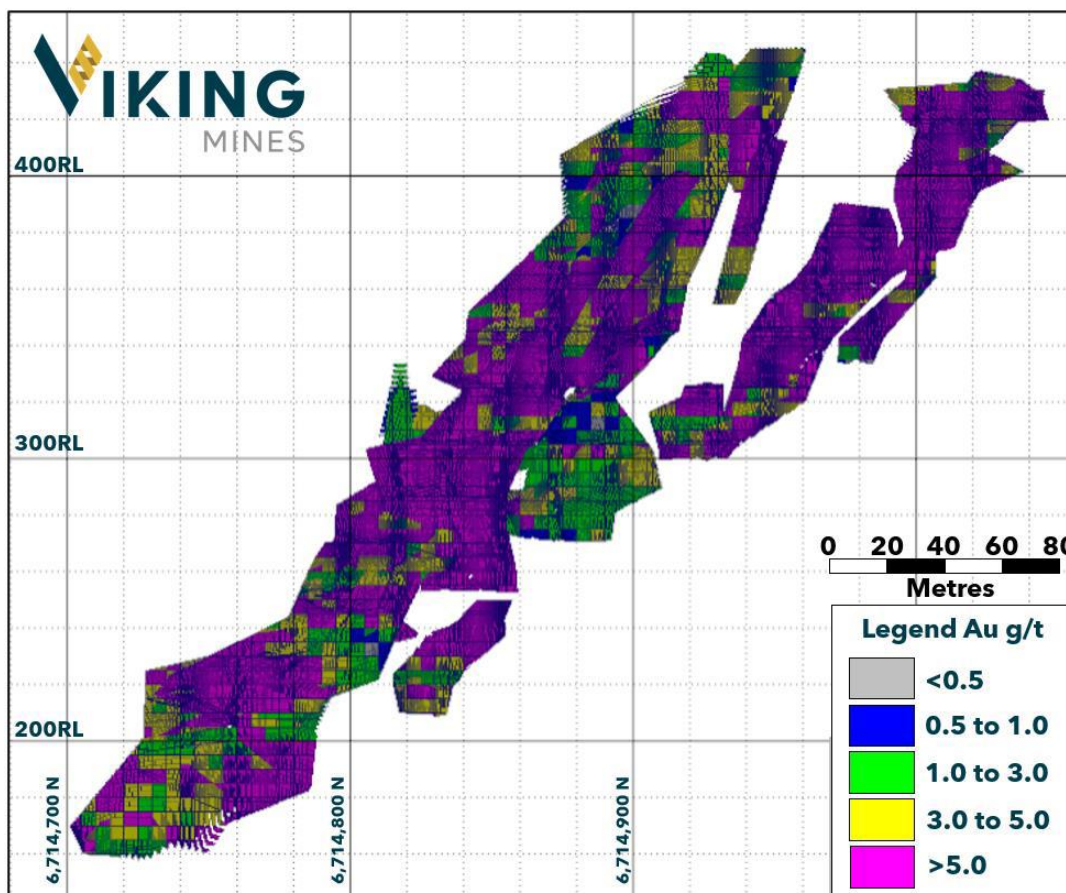 VIKING
MINES
400RL
300RL
200RL
6,714,700 N
6,714,800 N
6,714,900 N
0 20 40 60 80
Metres
Legend Au g/t
<0.5
0.5 to 1.0
1.0 to 3.0
3.0 to 5.0
>5.0